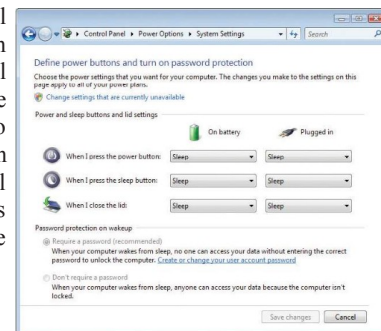 Control Panel ▸ Power Options ▸ System Settings
Search
Define power buttons and turn on password protection
Choose the power settings that you want for your computer. The changes you make to the settings on this
page apply to all of your power plans.
Change settings that are currently unavailable
Power and sleep buttons and lid settings
On battery Plugged in
When I press the power button: Sleep Sleep
When I press the sleep button: Sleep Sleep
When I close the lid: Sleep Sleep
Password protection on wakeup
Require a password (recommended)
When your computer wakes from sleep, no one can access your data without entering the correct
password to unlock the computer. Create or change your user account password
Don't require a password
When your computer wakes from sleep, anyone can access your data because the computer isn't
locked.
Save changes Cancel